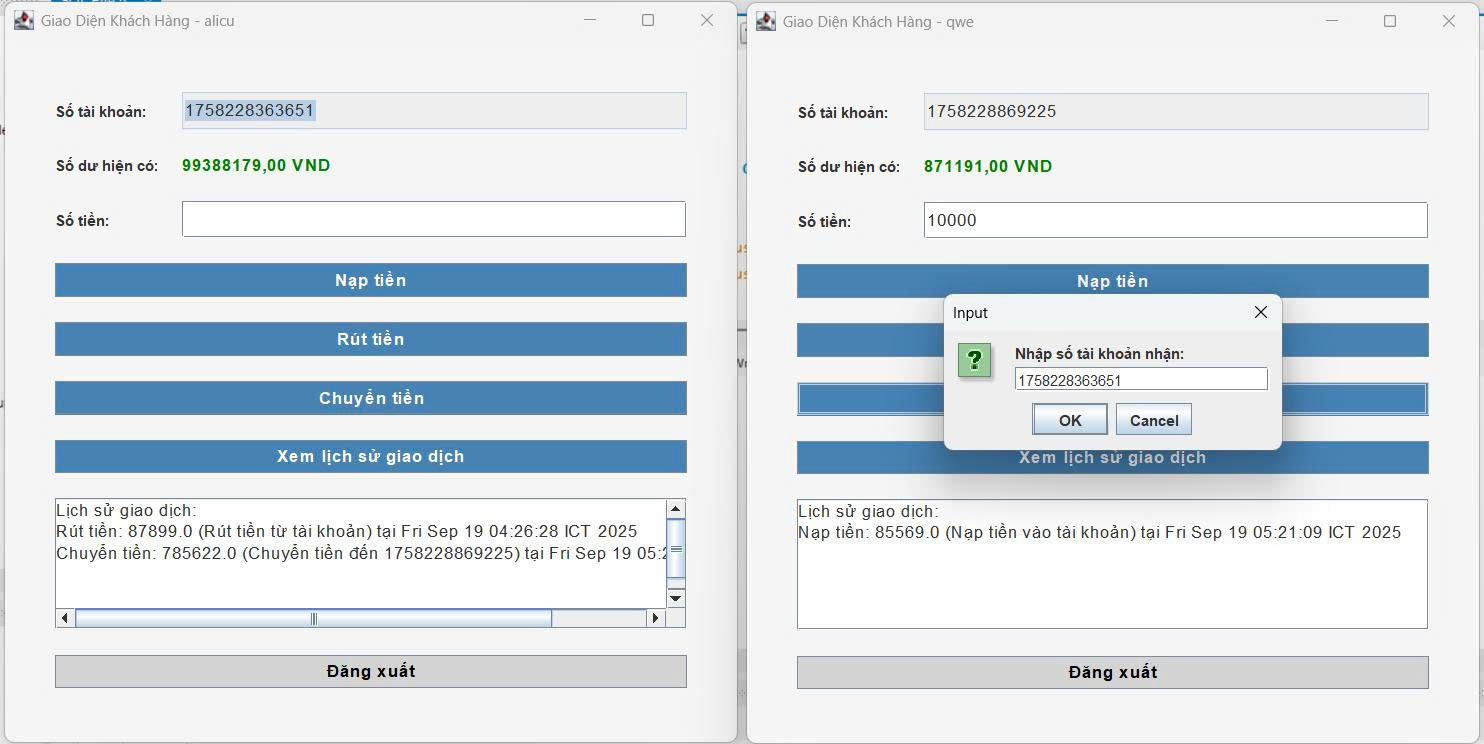 Giao Diện Khách Hàng - alicu
Số tài khoản:
1758228363651
Số dư hiện có:
99388179,00 VND
Số tiền:
Nạp tiền
Rút tiền
Chuyển tiền
Xem lịch sử giao dịch
Lịch sử giao dịch:
Rút tiền: 87899.0 (Rút tiền từ tài khoản) tại Fri Sep 19 04:26:28 ICT 2025
Chuyển tiền: 785622.0 (Chuyển tiền đến 1758228869225) tại Fri Sep 19 05:2
Đăng xuất
Giao Diện Khách Hàng - qwe
Số tài khoản:
1758228869225
Số dư hiện có:
871191,00 VND
Số tiền:
10000
Nạp tiền
Input
Nhập số tài khoản nhận:
1758228363651
OK
Cancel
Xem lịch sử giao dịch
Lịch sử giao dịch:
Nạp tiền: 85569.0 (Nạp tiền vào tài khoản) tại Fri Sep 19 05:21:09 ICT 2025
Đăng xuất